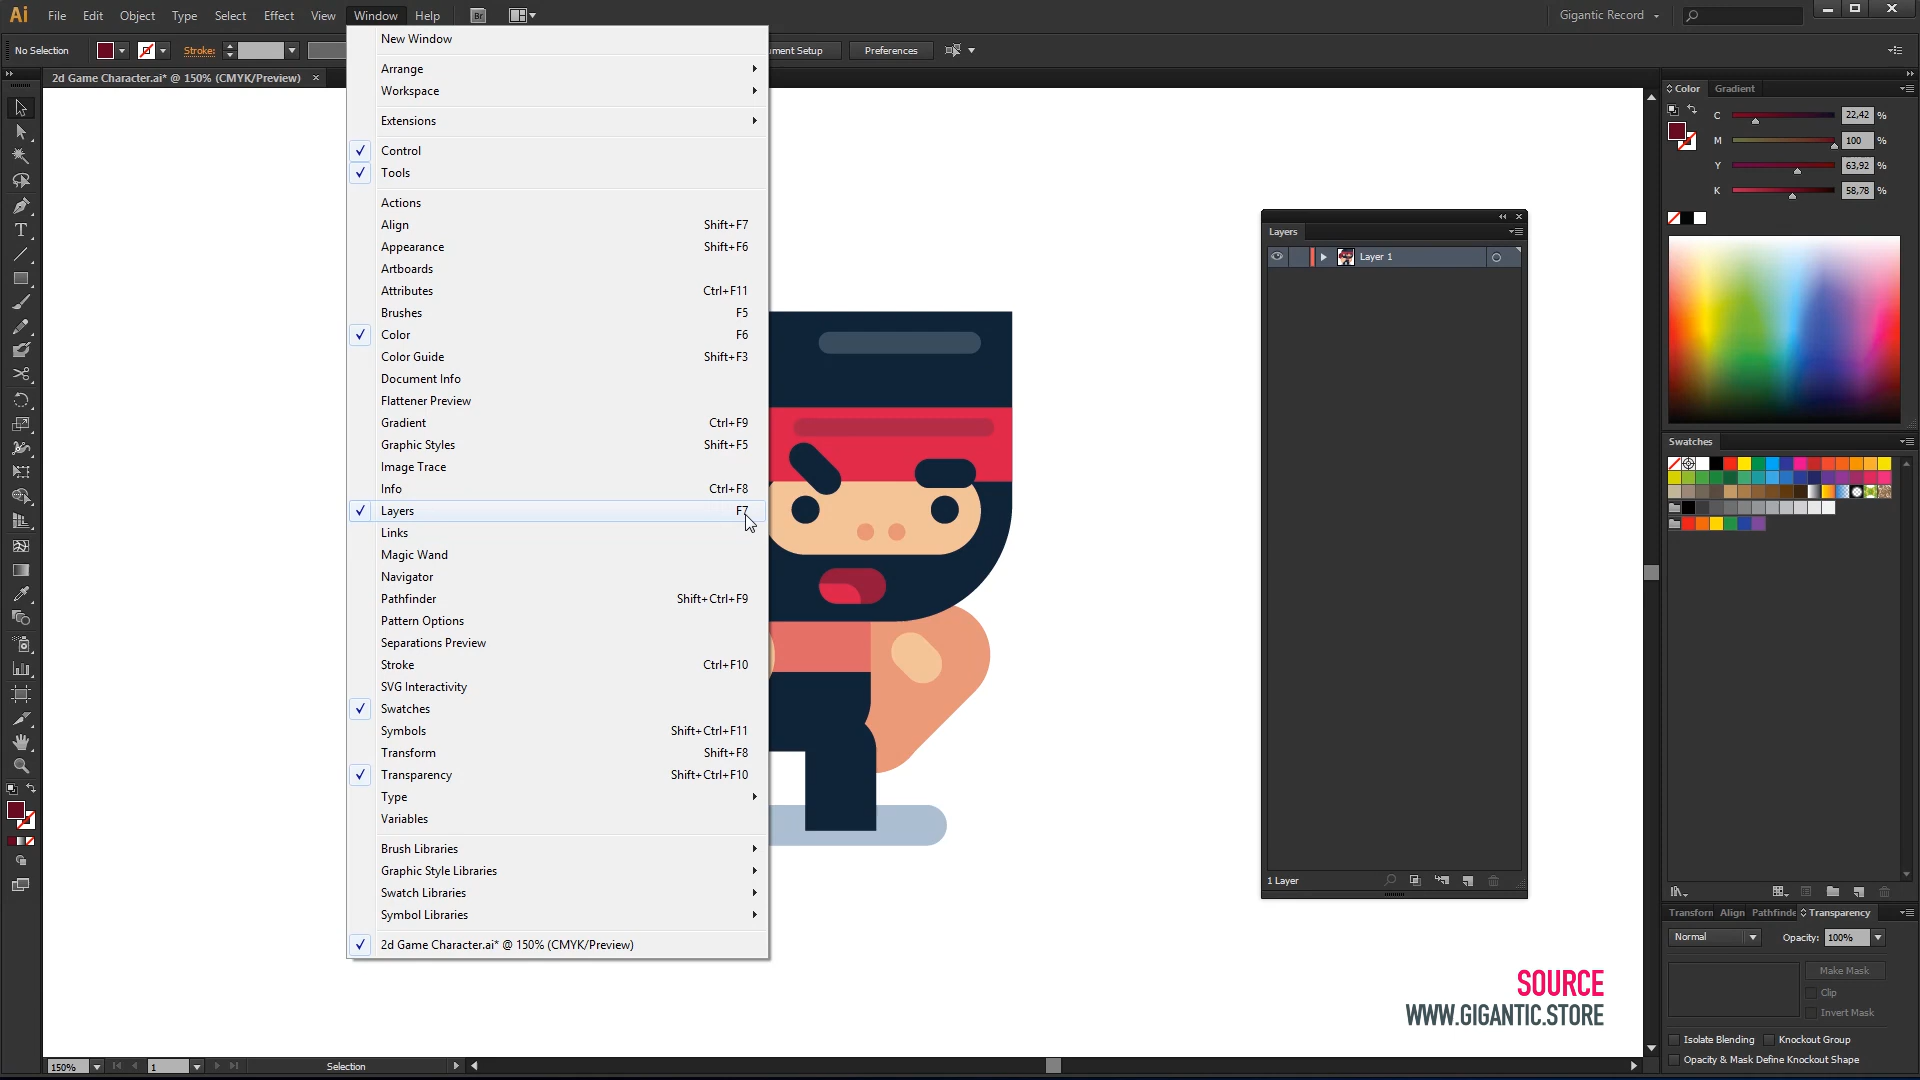 Ai File Edit Object Type Select Effect View Window Help Br Gigantic Record
No Selection Stroke: ment Setup Preferences
2d Game Character.ai* @ 150% (CMYK/Preview)
New Window
Arrange
Workspace
Extensions
Control
Tools
Actions
Align Shift+F7
Appearance Shift+F6
Artboards
Attributes Ctrl+F11
Brushes F5
Color F6
Color Guide Shift+F3
Document Info
Flattener Preview
Gradient Ctrl+F9
Graphic Styles Shift+F5
Image Trace
Info Ctrl+F8
Layers F7
Links
Magic Wand
Navigator
Pathfinder Shift+Ctrl+F9
Pattern Options
Separations Preview
Stroke Ctrl+F10
SVG Interactivity
Swatches
Symbols Shift+Ctrl+F11
Transform Shift+F8
Transparency Shift+Ctrl+F10
Type
Variables
Brush Libraries
Graphic Style Libraries
Swatch Libraries
Symbol Libraries
2d Game Character.ai* @ 150% (CMYK/Preview)
Layers
Layer 1
1 Layer
Color Gradient
C 22,42 %
M 100 %
Y 63,92 %
K 58,78 %
Swatches
Transform Align Pathfinde Transparency
Normal Opacity: 100%
Make Mask
Clip
Invert Mask
Isolate Blending Knockout Group
Opacity & Mask Define Knockout Shape
SOURCE
WWW.GIGANTIC.STORE
150% 1 Selection